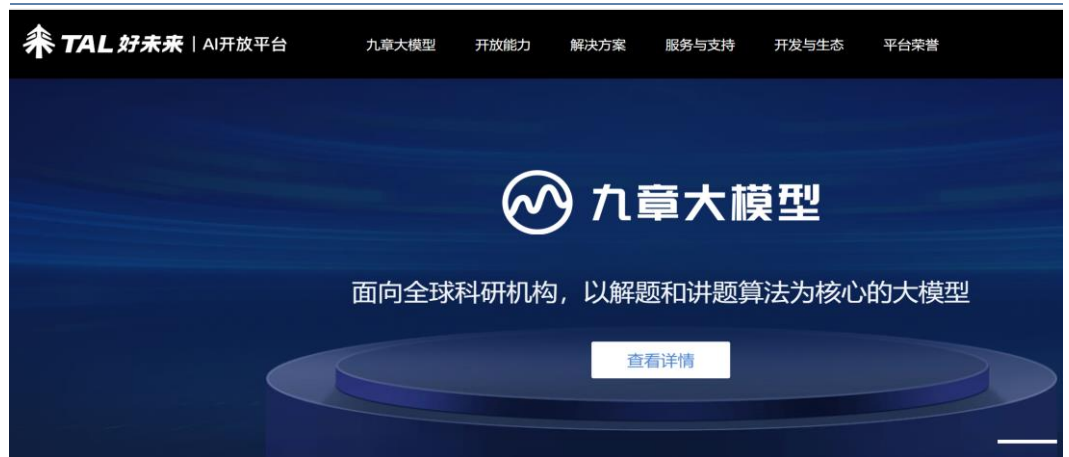 TAL 好未来 | AI开放平台 九章大模型 开放能力 解决方案 服务与支持 开发与生态 平台荣誉
九章大模型
面向全球科研机构，以解题和讲题算法为核心的大模型
查看详情